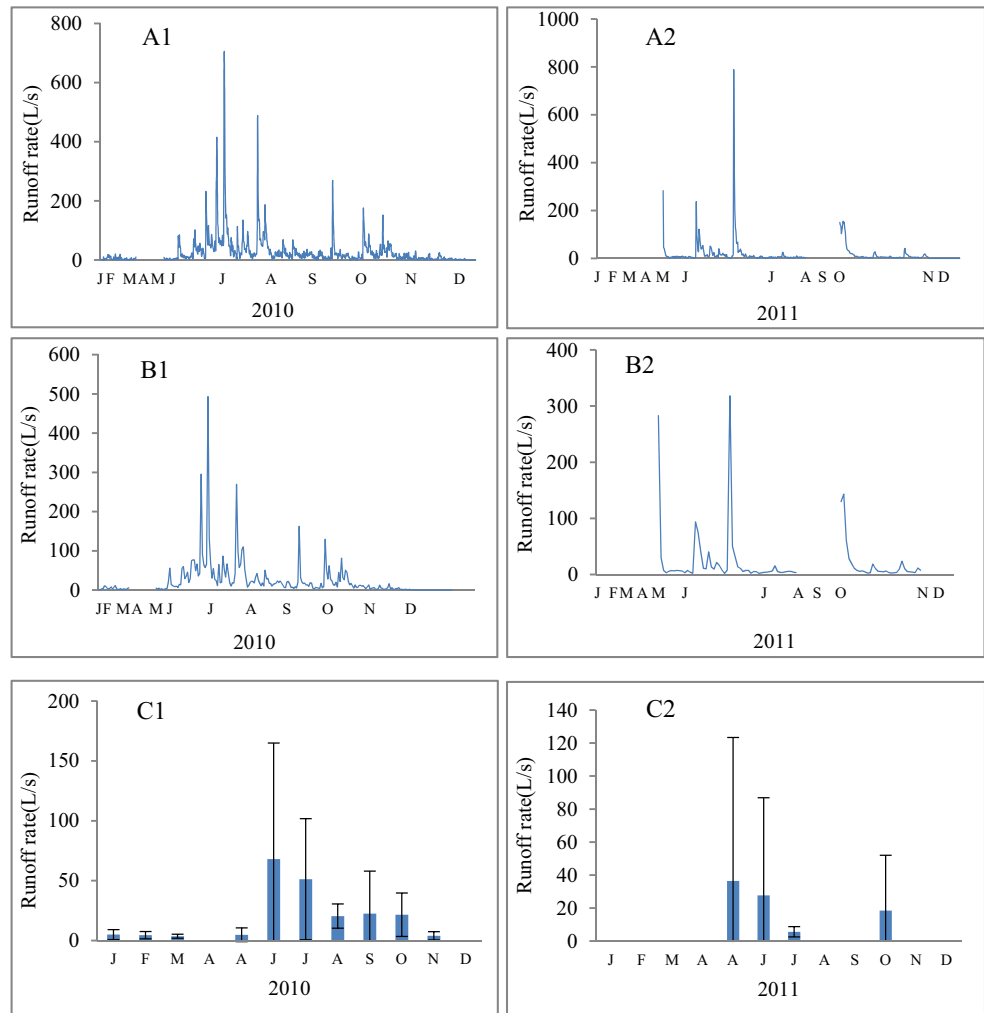 A1
Runoff rate(L/s)
800
600
400
200
0
J F M A M J J A S O N D
2010
A2
Runoff rate(L/s)
1000
800
600
400
200
0
J F M A M J J A S O N D
2011
B1
Runoff rate(L/s)
600
500
400
300
200
100
0
J F M A M J J A S O N D
2010
B2
Runoff rate(L/s)
400
300
200
100
0
J F M A M J J A S O N D
2011
C1
Runoff rate(L/s)
200
150
100
50
0
J F M A A J J A S O N D
2010
C2
Runoff rate(L/s)
140
120
100
80
60
40
20
0
J F M A A J J A S O N D
2011